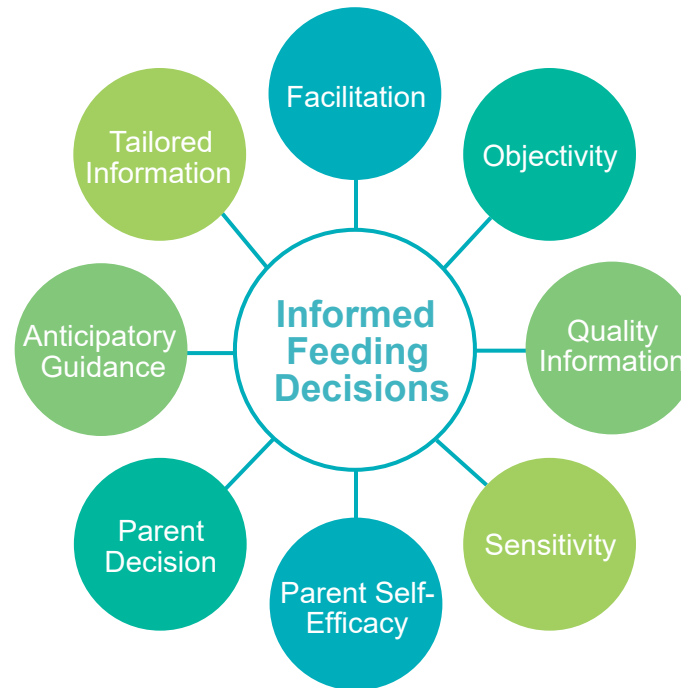 Facilitation
Objectivity
Quality
Information
Sensitivity
Parent Self-
Efficacy
Parent
Decision
Anticipatory
Guidance
Tailored
Information
Informed
Feeding
Decisions